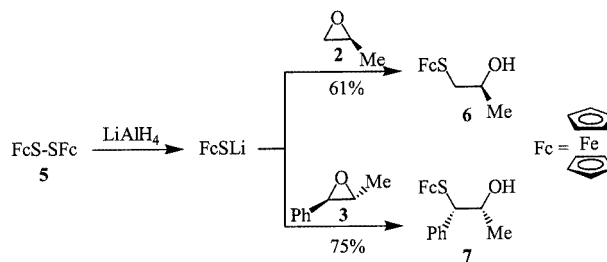 O
2 Me
FcS OH
61%
Me
6
LiAlH4
FcS-SFc
5
FcSLi
Fc = Fe
O Me
Ph 3
75%
FcS OH
Ph Me
7